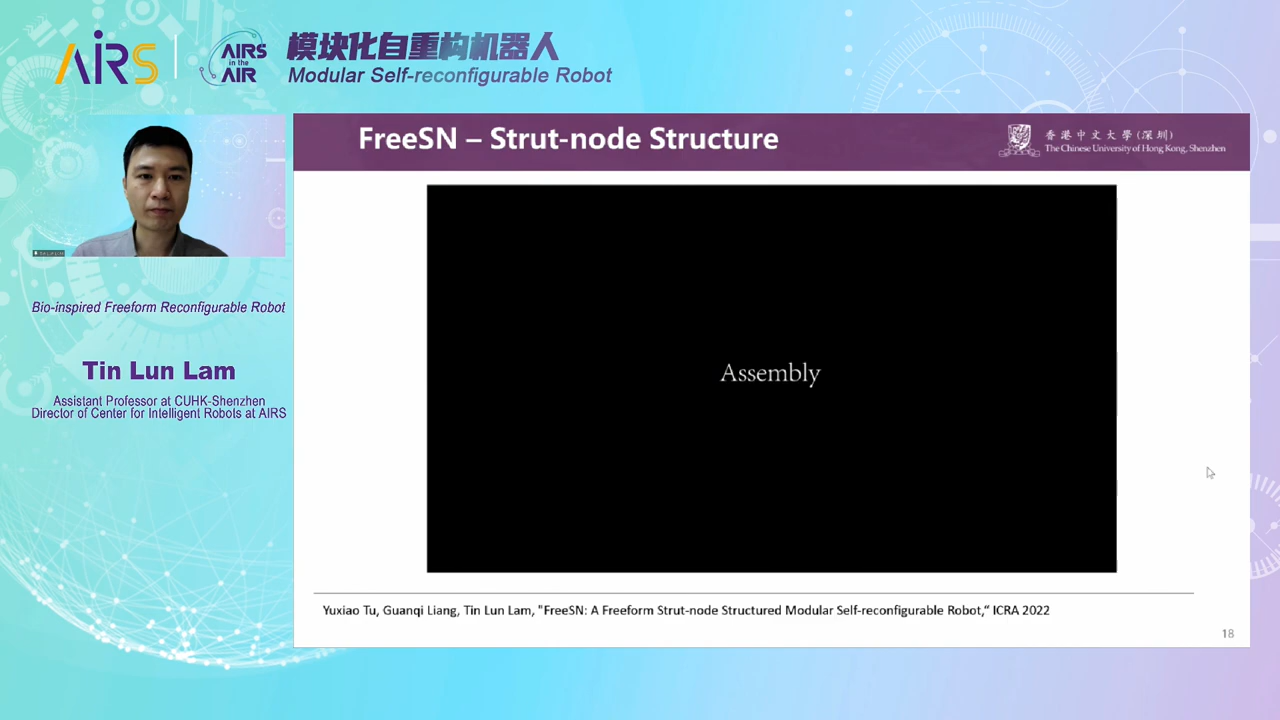 AIRS
AIRS
in the
AIR
模块化自重构机器人
Modular Self-reconfigurable Robot
FreeSN – Strut-node Structure
香港中文大學(深圳)
The Chinese University of Hong Kong, Shenzhen
Assembly
Bio-inspired Freeform Reconfigurable Robot
Tin Lun Lam
Assistant Professor at CUHK-Shenzhen
Director of Center for Intelligent Robots at AIRS
Yuxiao Tu, Guanqi Liang, Tin Lun Lam, "FreeSN: A Freeform Strut-node Structured Modular Self-reconfigurable Robot,“ ICRA 2022
18